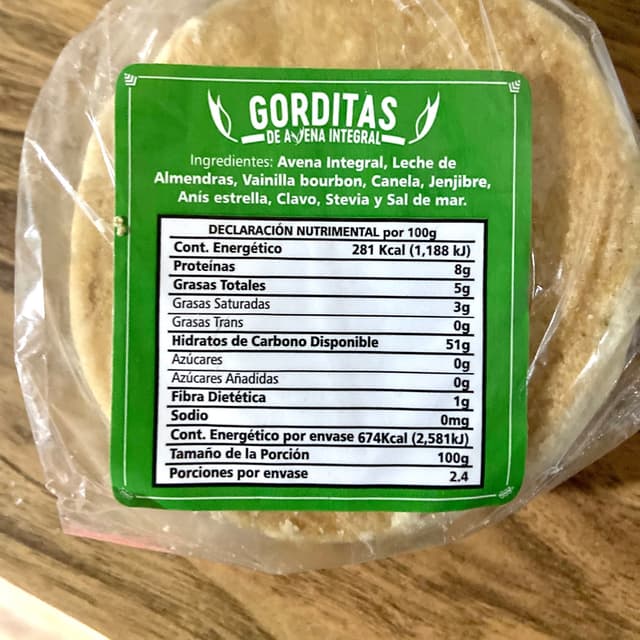 GORDITAS
DE AVENA INTEGRAL
Ingredientes: Avena Integral, Leche de
Almendras, Vainilla bourbon, Canela, Jenjibre,
Anís estrella, Clavo, Stevia y Sal de mar.
DECLARACIÓN NUTRIMENTAL por 100g
Cont. Energético 281 Kcal (1,188 kJ)
Proteínas 8g
Grasas Totales 5g
Grasas Saturadas 3g
Grasas Trans 0g
Hidratos de Carbono Disponible 51g
Azúcares 0g
Azúcares Añadidas 0g
Fibra Dietética 1g
Sodio 0mg
Cont. Energético por envase 674Kcal (2,581kJ)
Tamaño de la Porción 100g
Porciones por envase 2.4